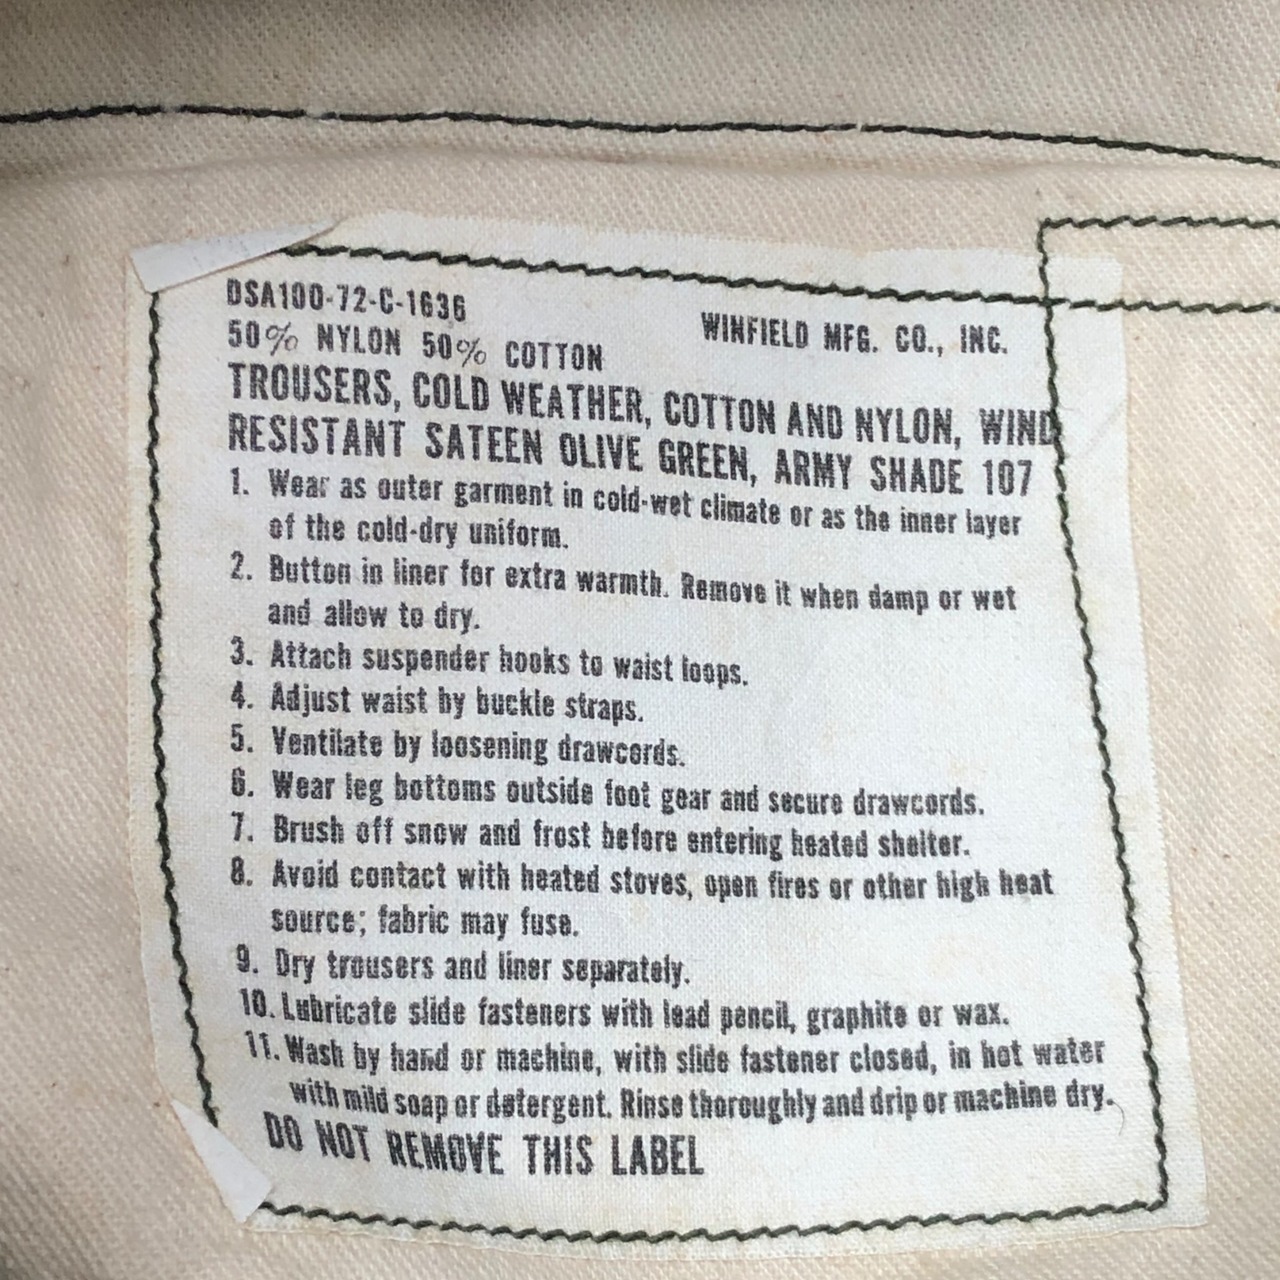 DSA100-72-C-1636
WINFIELD MFG. CO., INC.
50% NYLON 50% COTTON
TROUSERS, COLD WEATHER, COTTON AND NYLON, WIND
RESISTANT SATEEN OLIVE GREEN, ARMY SHADE 107
1. Wear as outer garment in cold-wet climate or as the inner layer
of the cold-dry uniform.
2. Button in liner for extra warmth. Remove it when damp or wet
and allow to dry.
3. Attach suspender hooks to waist loops.
4. Adjust waist by buckle straps.
5. Ventilate by loosening drawcords.
6. Wear leg bottoms outside foot gear and secure drawcords.
7. Brush off snow and frost before entering heated shelter.
8. Avoid contact with heated stoves, open fires or other high heat
source; fabric may fuse.
9. Dry trousers and liner separately.
10. Lubricate slide fasteners with lead pencil, graphite or wax.
11. Wash by hand or machine, with slide fastener closed, in hot water
with mild soap or detergent. Rinse thoroughly and drip or machine dry.
DO NOT REMOVE THIS LABEL